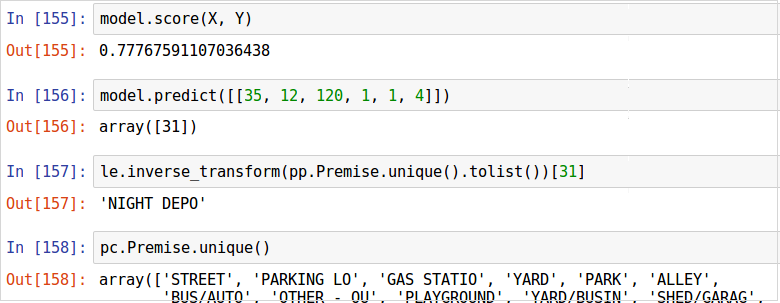 In [155]: model.score(X, Y)
Out[155]: 0.77767591107036438
In [156]: model.predict([[35, 12, 120, 1, 1, 4]])
Out[156]: array([31])
In [157]: le.inverse_transform(pp.Premise.unique().tolist())[31]
Out[157]: 'NIGHT DEPO'
In [158]: pc.Premise.unique()
Out[158]: array(['STREET', 'PARKING LO', 'GAS STATIO', 'YARD', 'PARK', 'ALLEY',
'BUS/AUTO', 'OTHER - OU', 'PLAYGROUND', 'YARD/BUSIN', 'SHED/GARAG',